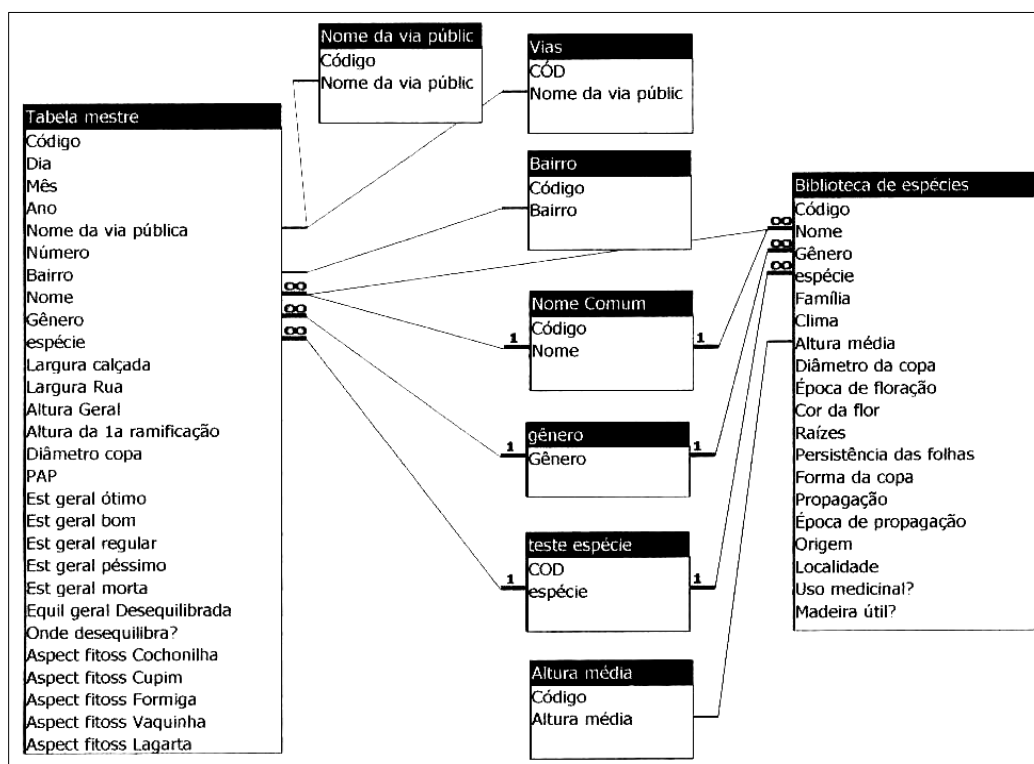 Nome da via públic
Código
Nome da via públic
Vias
CÓD
Nome da via públic
Tabela mestre
Código
Dia
Mês
Ano
Nome da via pública
Número
Bairro
Nome
Gênero
espécie
Largura calçada
Largura Rua
Altura Geral
Altura da 1a ramificação
Diâmetro copa
PAP
Est geral ótimo
Est geral bom
Est geral regular
Est geral péssimo
Est geral morta
Equil geral Desequilibrada
Onde desequilibra?
Aspect fitoss Cochonilha
Aspect fitoss Cupim
Aspect fitoss Formiga
Aspect fitoss Vaquinha
Aspect fitoss Lagarta
∞
∞
∞
Bairro
Código
Bairro
Nome Comum
Código
Nome
1
1
gênero
Gênero
1
1
teste espécie
COD
espécie
1
1
Altura média
Código
Altura média
Biblioteca de espécies
Código
Nome
Gênero
espécie
Família
Clima
Altura média
Diâmetro da copa
Época de floração
Cor da flor
Raízes
Persistência das folhas
Forma da copa
Propagação
Época de propagação
Origem
Localidade
Uso medicinal?
Madeira útil?
∞
∞
∞